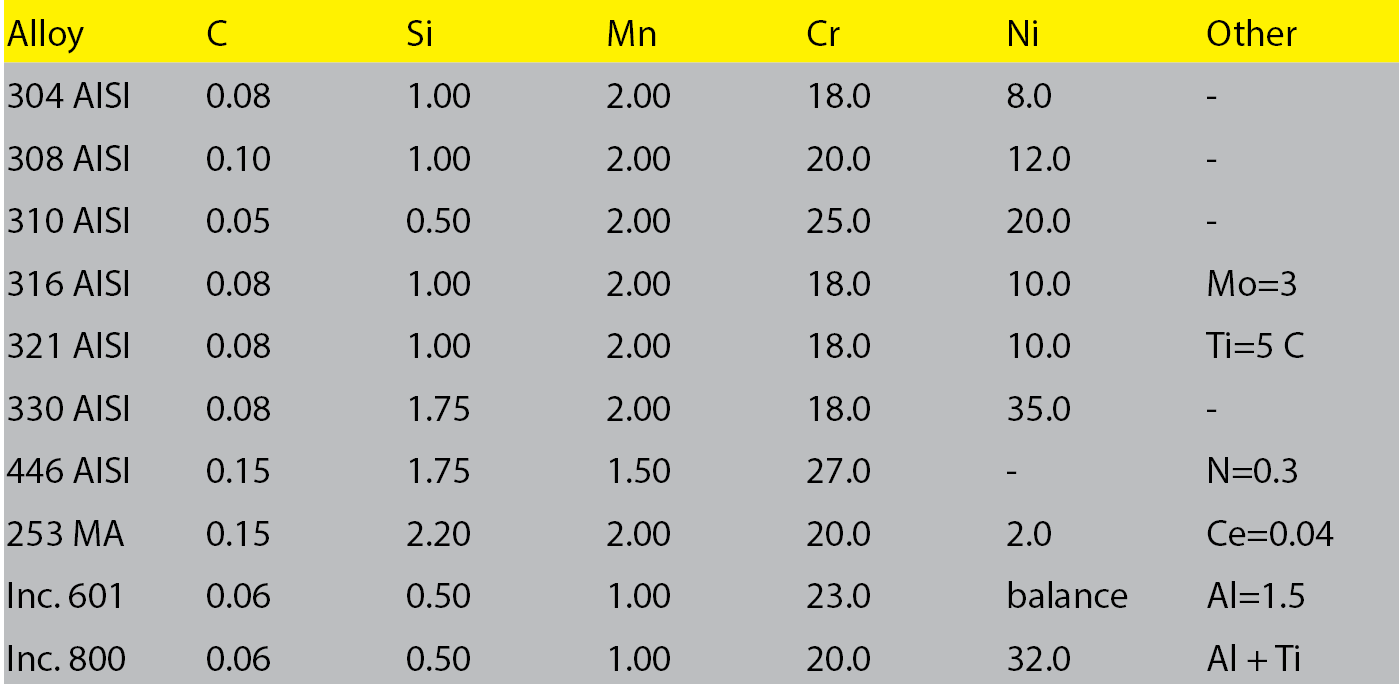 Alloy C Si Mn Cr Ni Other
304 AISI 0.08 1.00 2.00 18.0 8.0 -
308 AISI 0.10 1.00 2.00 20.0 12.0 -
310 AISI 0.05 0.50 2.00 25.0 20.0 -
316 AISI 0.08 1.00 2.00 18.0 10.0 Mo=3
321 AISI 0.08 1.00 2.00 18.0 10.0 Ti=5 C
330 AISI 0.08 1.75 2.00 18.0 35.0 -
446 AISI 0.15 1.75 1.50 27.0 - N=0.3
253 MA 0.15 2.20 2.00 20.0 2.0 Ce=0.04
Inc. 601 0.06 0.50 1.00 23.0 balance Al=1.5
Inc. 800 0.06 0.50 1.00 20.0 32.0 Al + Ti